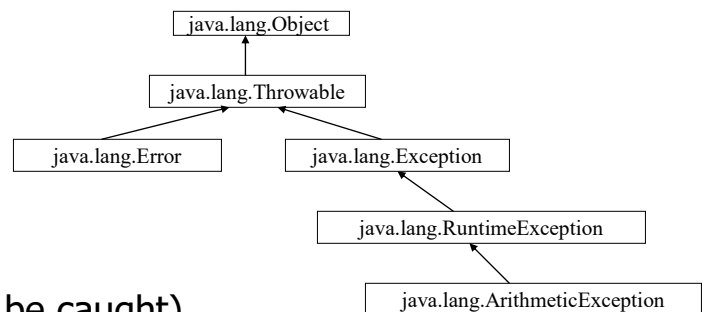 java.lang.Object
java.lang.Throwable
java.lang.Error
java.lang.Exception
java.lang.RuntimeException
be caught)
java.lang.ArithmeticException